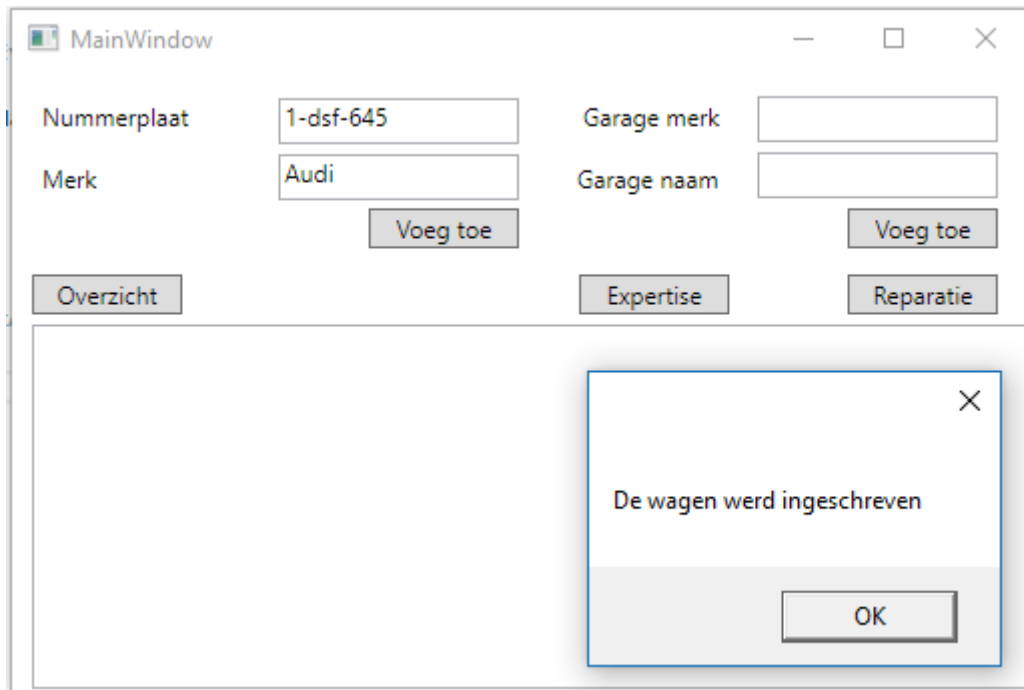 MainWindow
Nummerplaat 1-dsf-645 Garage merk
Merk Audi Garage naam
Voeg toe Voeg toe
Overzicht Expertise Reparatie
De wagen werd ingeschreven
OK